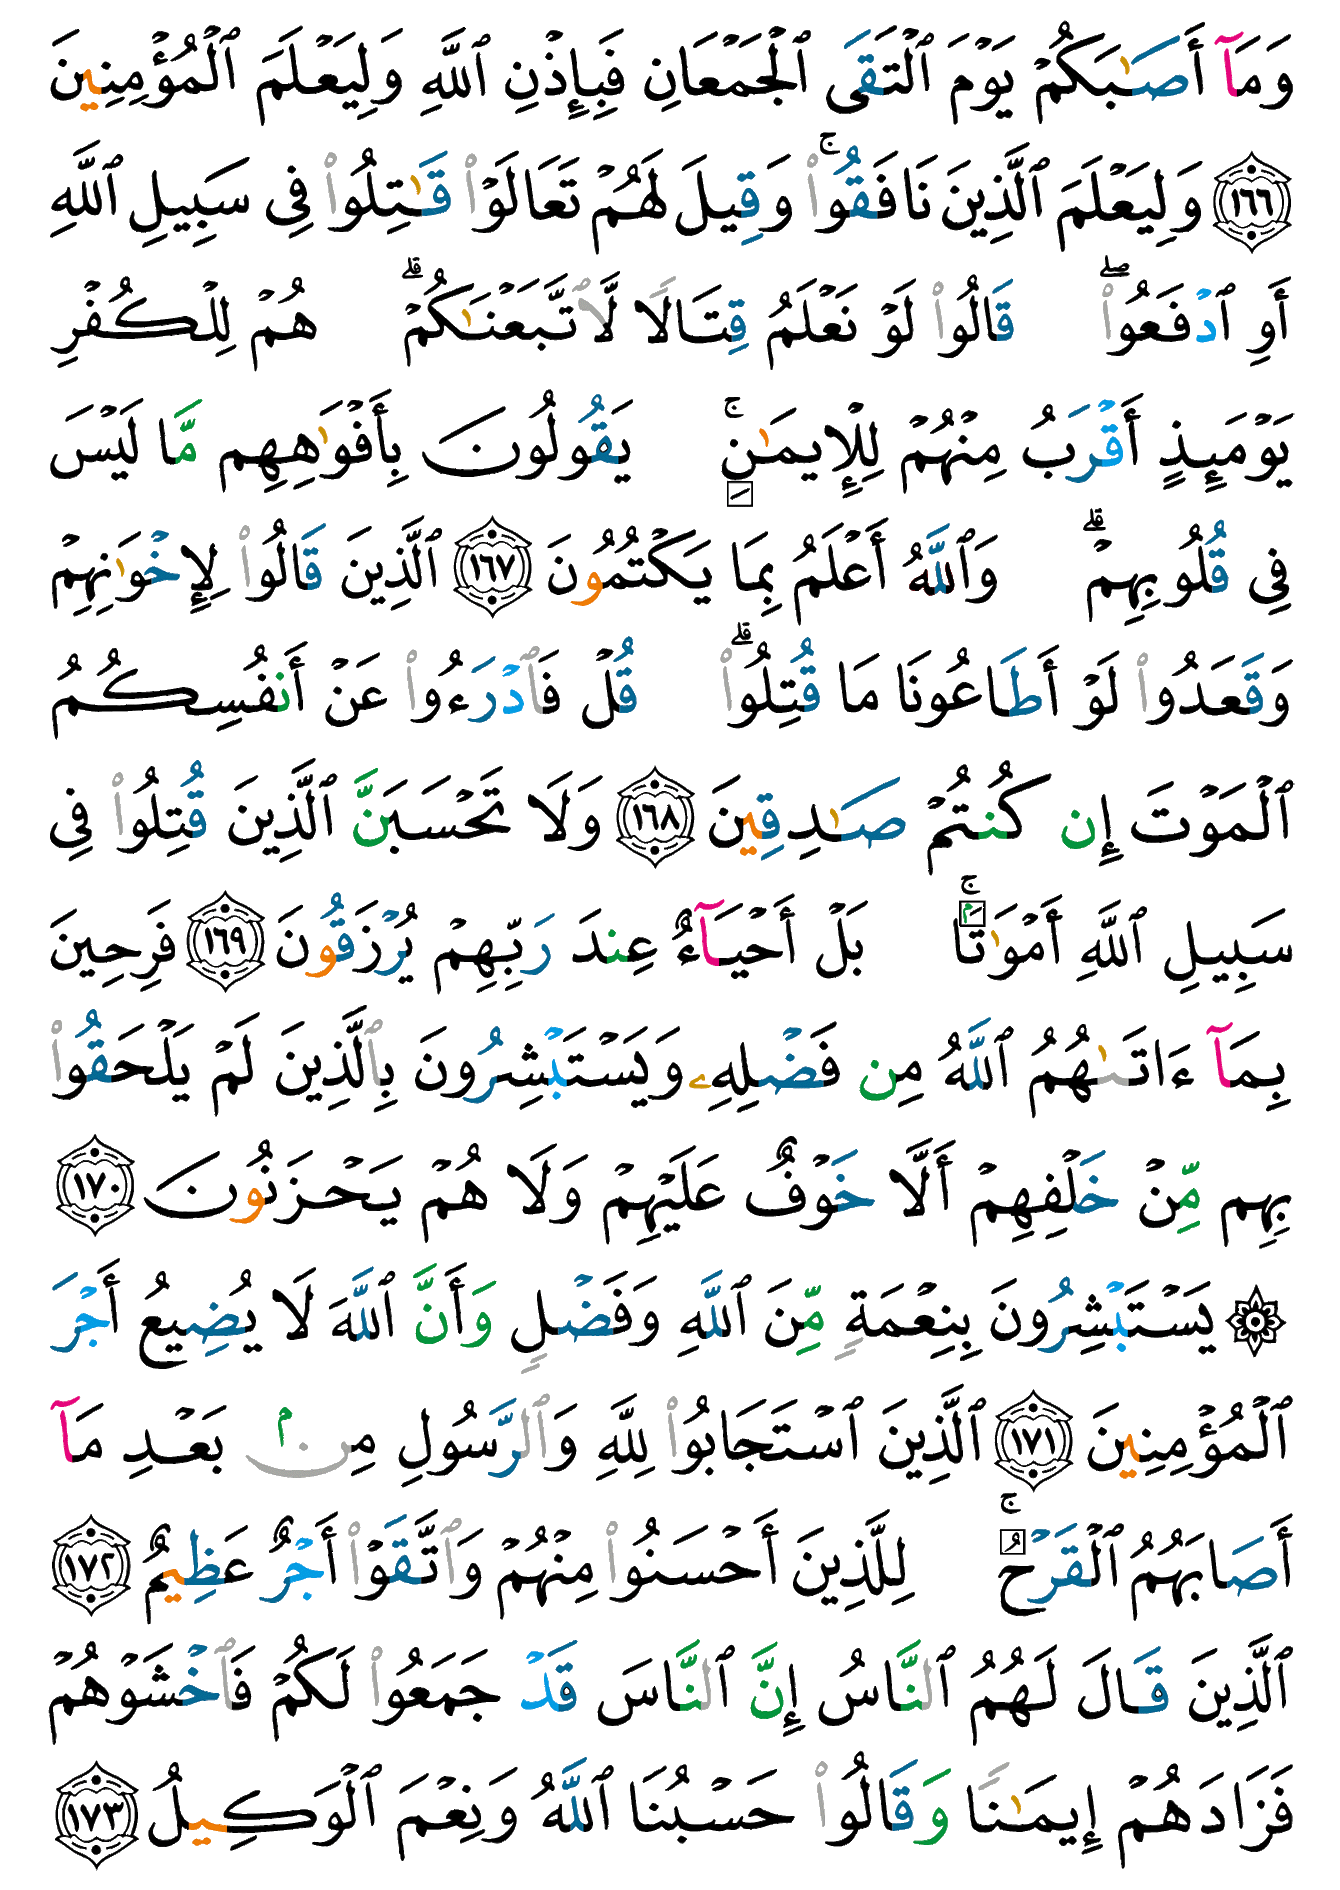 وَمَآ أَصَـٰبَكُمْ يَوْمَ ٱلْتَقَى ٱلْجَمْعَانِ فَبِإِذْنِ ٱللَّهِ وَلِيَعْلَمَ ٱلْمُؤْمِنِينَ
١٦٦ وَلِيَعْلَمَ ٱلَّذِينَ نَافَقُوا۟ ۚ وَقِيلَ لَهُمْ تَعَالَوْا۟ قَـٰتِلُوا۟ فِى سَبِيلِ ٱللَّهِ
أَوِ ٱدْفَعُوا۟ ۖ قَالُوا۟ لَوْ نَعْلَمُ قِتَالًا لَّٱتَّبَعْنَـٰكُمْ ۗ هُمْ لِلْكُفْرِ
يَوْمَئِذٍ أَقْرَبُ مِنْهُمْ لِلْإِيمَـٰنِ ۚ يَقُولُونَ بِأَفْوَٰهِهِم مَّا لَيْسَ
فِى قُلُوبِهِمْ ۗ وَٱللَّهُ أَعْلَمُ بِمَا يَكْتُمُونَ ١٦٧ ٱلَّذِينَ قَالُوا۟ لِإِخْوَٰنِهِمْ
وَقَعَدُوا۟ لَوْ أَطَاعُونَا مَا قُتِلُوا۟ ۗ قُلْ فَٱدْرَءُوا۟ عَنْ أَنفُسِكُمُ
ٱلْمَوْتَ إِن كُنتُمْ صَـٰدِقِينَ ١٦٨ وَلَا تَحْسَبَنَّ ٱلَّذِينَ قُتِلُوا۟ فِى
سَبِيلِ ٱللَّهِ أَمْوَٰتًۢا ۚ بَلْ أَحْيَآءٌ عِندَ رَبِّهِمْ يُرْزَقُونَ ١٦٩ فَرِحِينَ
بِمَآ ءَاتَىٰهُمُ ٱللَّهُ مِن فَضْلِهِۦ وَيَسْتَبْشِرُونَ بِٱلَّذِينَ لَمْ يَلْحَقُوا۟
بِهِم مِّنْ خَلْفِهِمْ أَلَّا خَوْفٌ عَلَيْهِمْ وَلَا هُمْ يَحْزَنُونَ ١٧٠
۞ يَسْتَبْشِرُونَ بِنِعْمَةٍ مِّنَ ٱللَّهِ وَفَضْلٍ وَأَنَّ ٱللَّهَ لَا يُضِيعُ أَجْرَ
ٱلْمُؤْمِنِينَ ١٧١ ٱلَّذِينَ ٱسْتَجَابُوا۟ لِلَّهِ وَٱلرَّسُولِ مِنۢ بَعْدِ مَآ
أَصَابَهُمُ ٱلْقَرْحُ ۚ لِلَّذِينَ أَحْسَنُوا۟ مِنْهُمْ وَٱتَّقَوْا۟ أَجْرٌ عَظِيمٌ ١٧٢
ٱلَّذِينَ قَالَ لَهُمُ ٱلنَّاسُ إِنَّ ٱلنَّاسَ قَدْ جَمَعُوا۟ لَكُمْ فَٱخْشَوْهُمْ
فَزَادَهُمْ إِيمَـٰنًا وَقَالُوا۟ حَسْبُنَا ٱللَّهُ وَنِعْمَ ٱلْوَكِيلُ ١٧٣